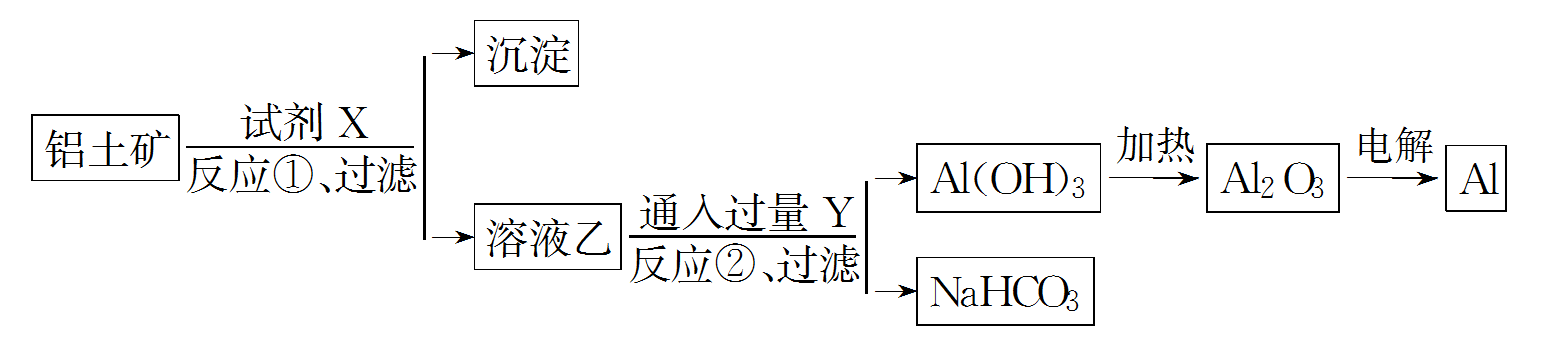 沉淀
铝土矿
试剂 X
反应①、过滤
溶液乙
通入过量 Y
反应②、过滤
Al(OH)₃
加热
Al₂O₃
电解
Al
NaHCO₃